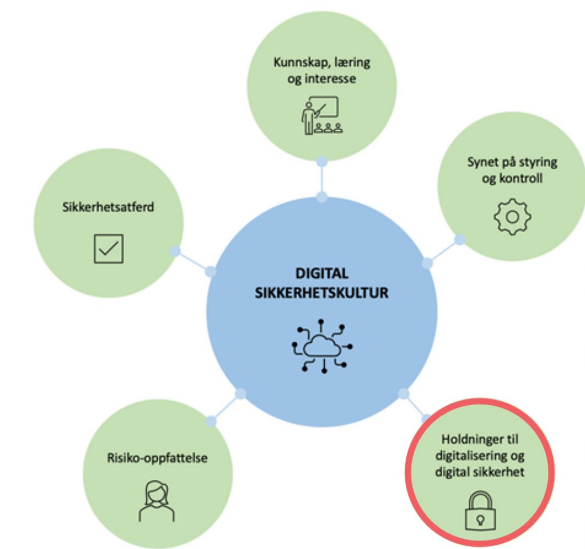 Kunnskap, læring
og interesse
Synet på styring
og kontroll
Sikkerhetsatferd
DIGITAL
SIKKERHETSKULTUR
Risiko-oppfattelse
Holdninger til
digitalisering og
digital sikkerhet